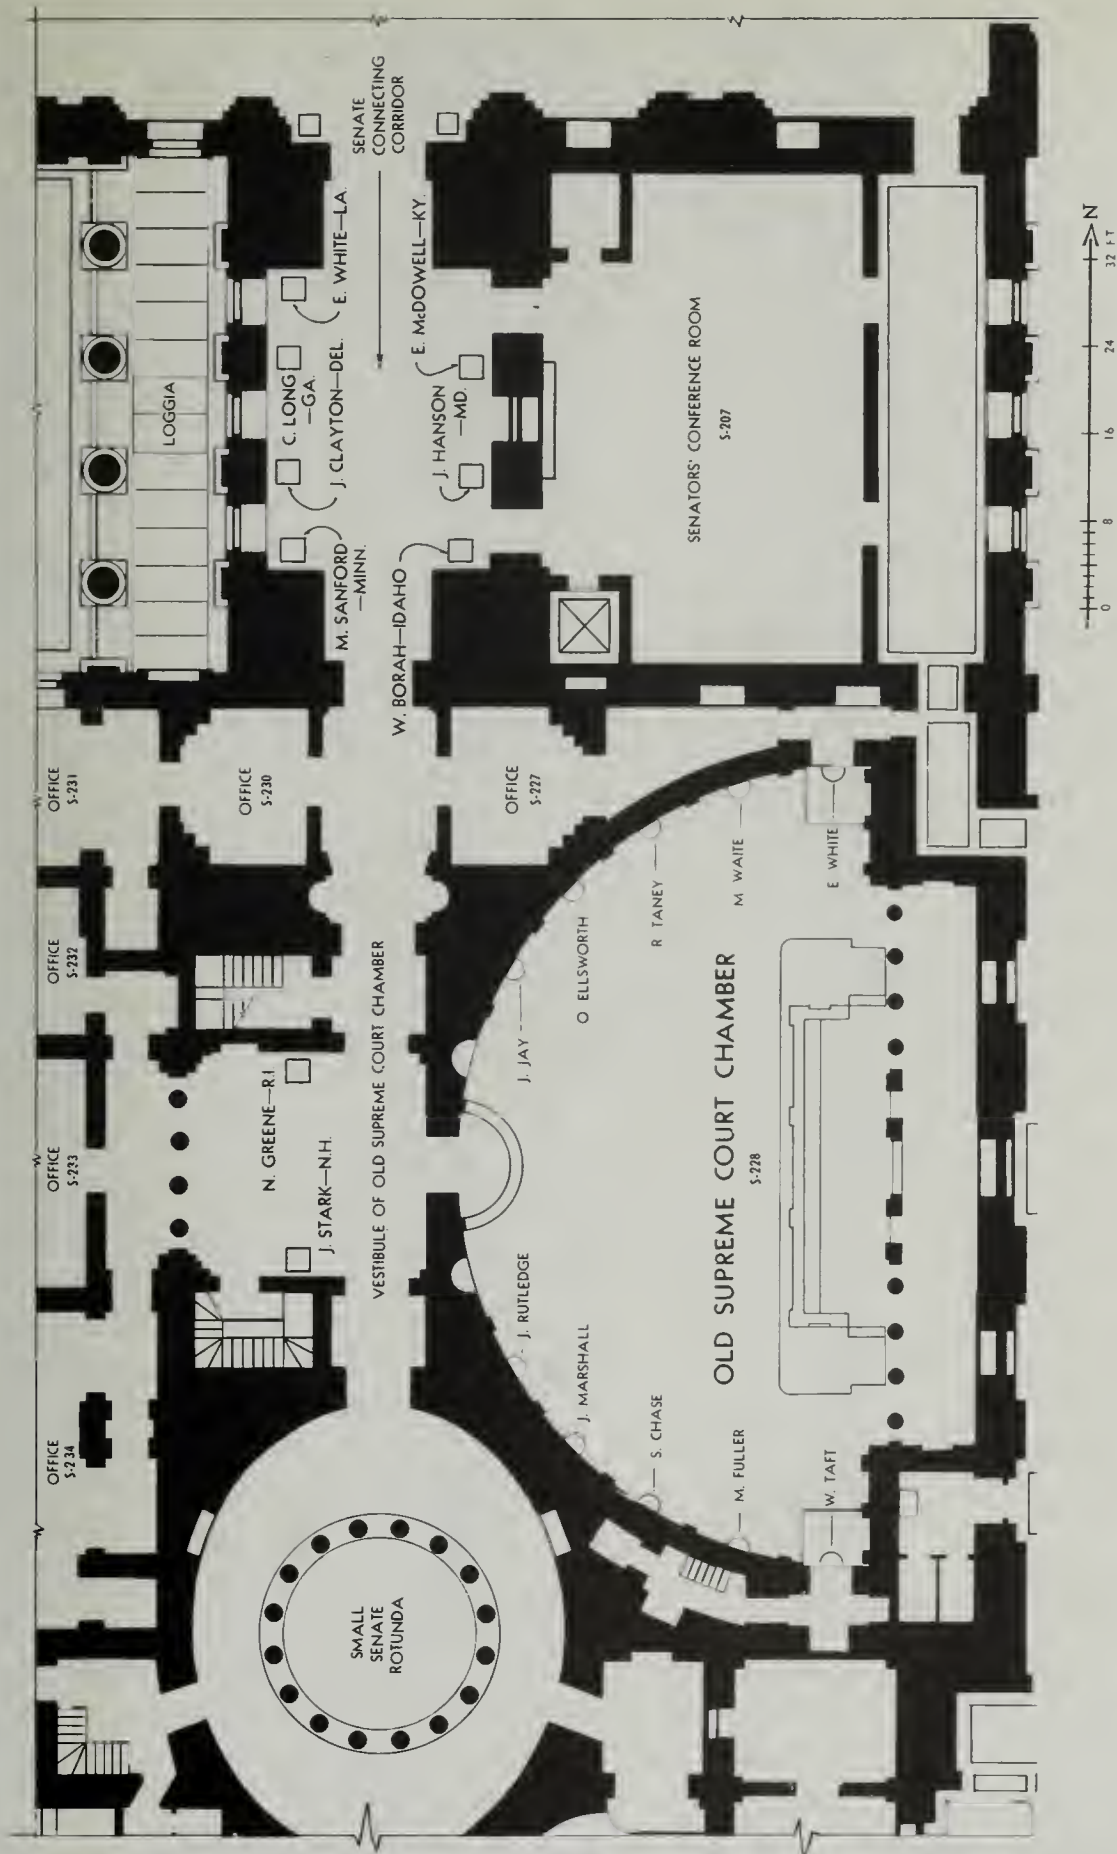 OFFICE
S-234
OFFICE
S-233
OFFICE
S-232
OFFICE
S-231
LOGGIA
OFFICE
S-230
N. GREENE—R.I
J. STARK—N.H.
M. SANFORD
—MINN.
J. CLAYTON—DEL.
C. LONG
—GA.
E. WHITE—LA.
SENATE
CONNECTING
CORRIDOR
SMALL
SENATE
ROTUNDA
VESTIBULE OF OLD SUPREME COURT CHAMBER
W. BORAH—IDAHO
J. HANSON
—MD.
E. McDOWELL—KY.
OFFICE
S-227
J. RUTLEDGE
J. JAY
J. MARSHALL
O ELLSWORTH
S. CHASE
R TANEY
M. FULLER
M WAITE
W. TAFT
E WHITE
OLD SUPREME COURT CHAMBER
S-228
SENATORS' CONFERENCE ROOM
S-207
0 8 16 24 32 FT
N